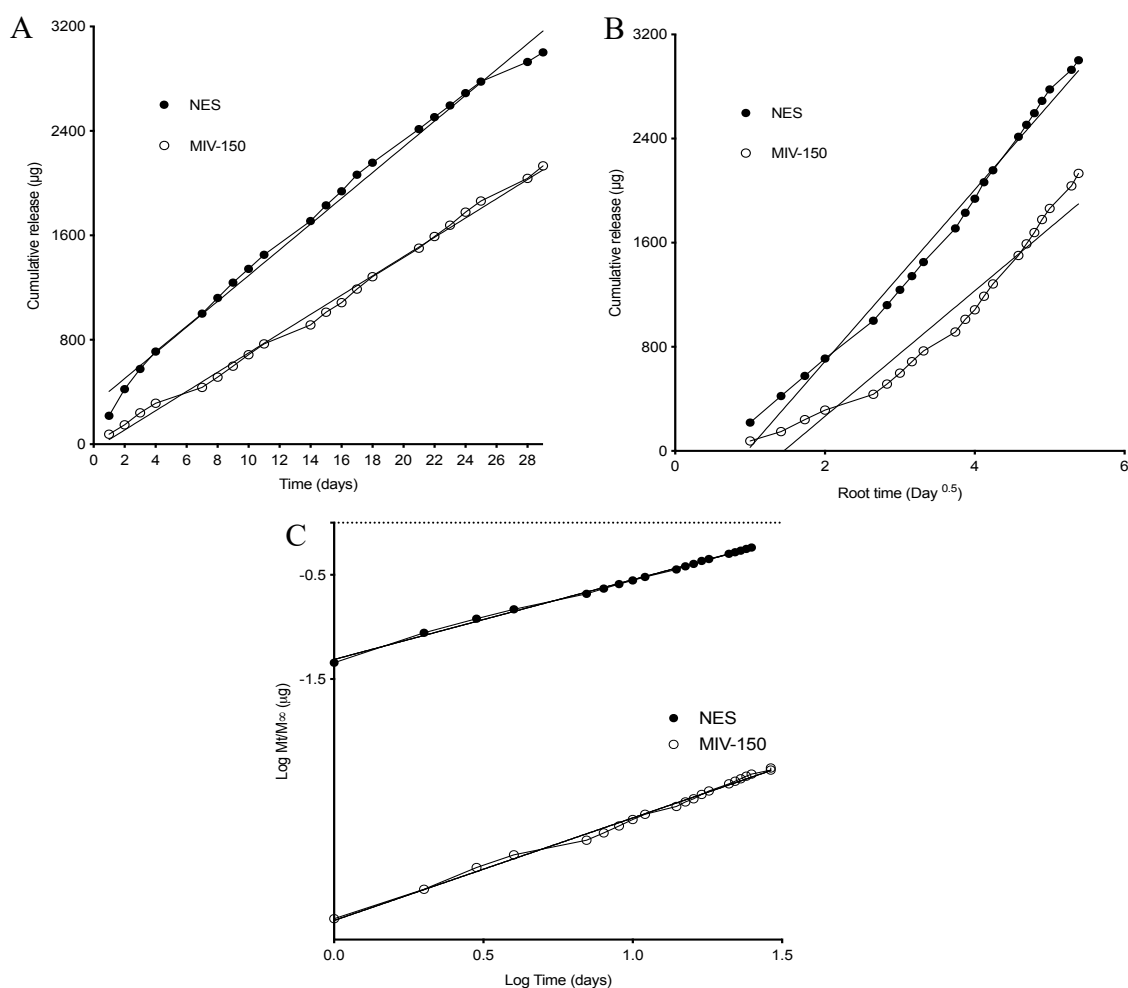 A
3200
2400
1600
800
0
Cumulative release (µg)
NES
MIV-150
0 2 4 6 8 10 12 14 16 18 20 22 24 26 28
Time (days)
B
3200
2400
1600
800
0
Cumulative release (µg)
NES
MIV-150
0 2 4 6
Root time (Day 0.5)
C
-0.5
-1.5
Log Mt/M∞ (µg)
NES
MIV-150
0.0 0.5 1.0 1.5
Log Time (days)